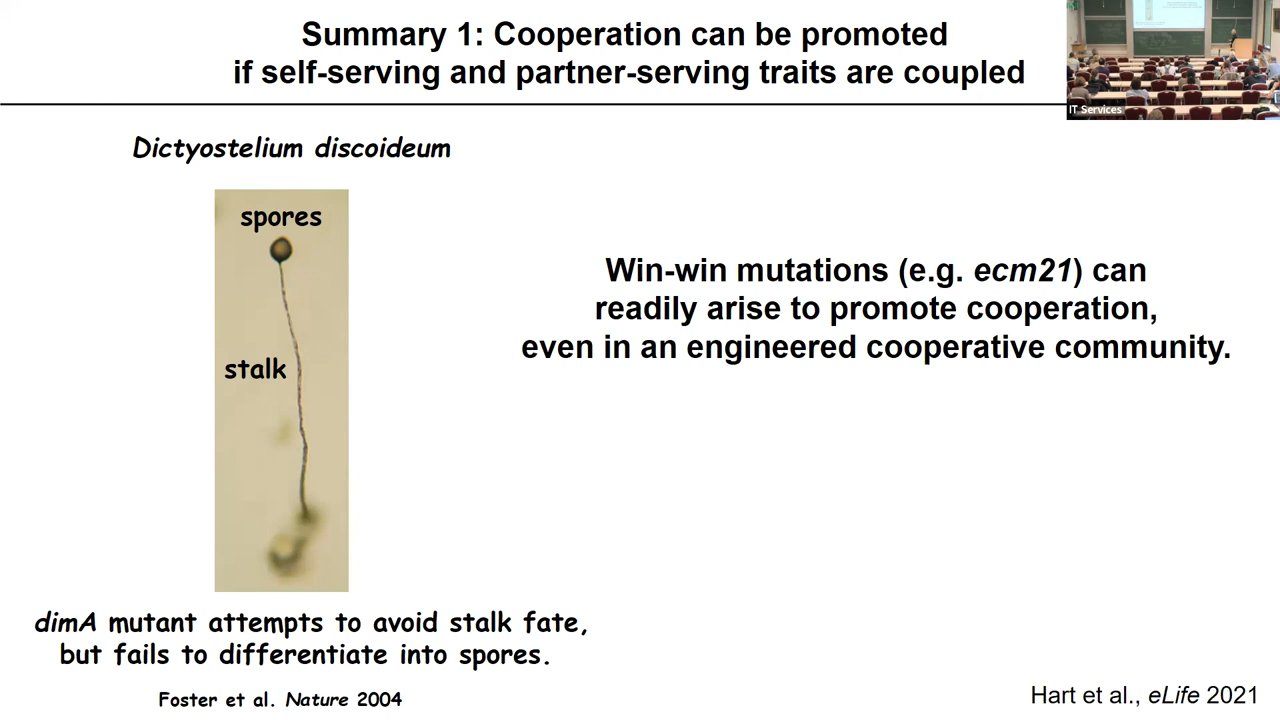 Summary 1: Cooperation can be promoted
if self-serving and partner-serving traits are coupled
IT Services
Dictyostelium discoideum
spores
stalk
Win-win mutations (e.g. ecm21) can
readily arise to promote cooperation,
even in an engineered cooperative community.
dimA mutant attempts to avoid stalk fate,
but fails to differentiate into spores.
Foster et al. Nature 2004
Hart et al., eLife 2021